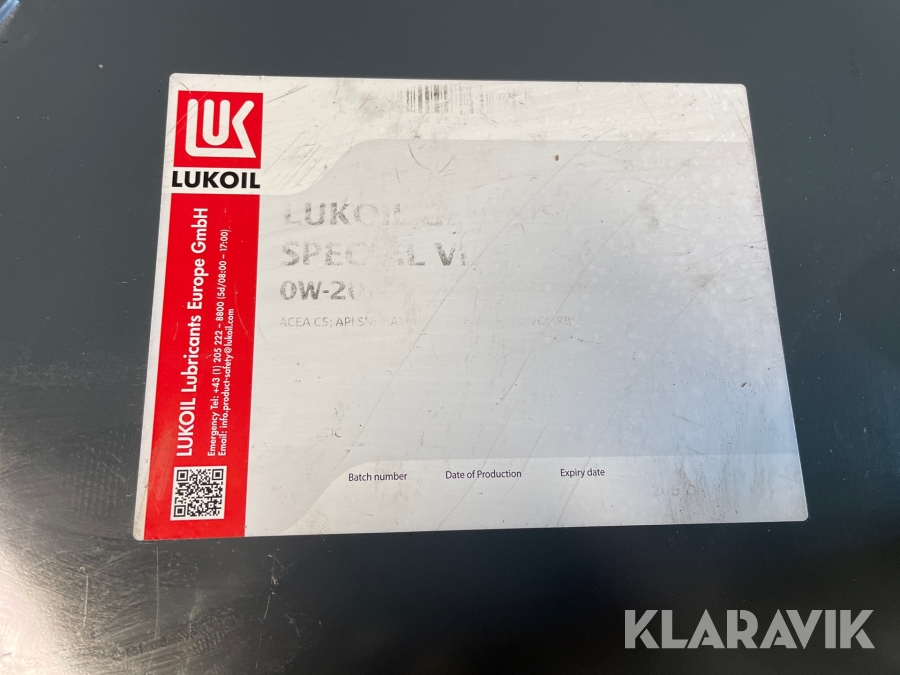 LUK
LUKOIL
LUKOIL Lubricants Europe GmbH
Emergency Tel: +43 (1) 205 222 – 8800 (5d/08:00 – 17:00)
Email: info.product-safety@lukoil.com
LUKOIL
SPECIAL
0W-20
ACEA C5; API SN;
Batch number
Date of Production
Expiry date
KLARAVIK